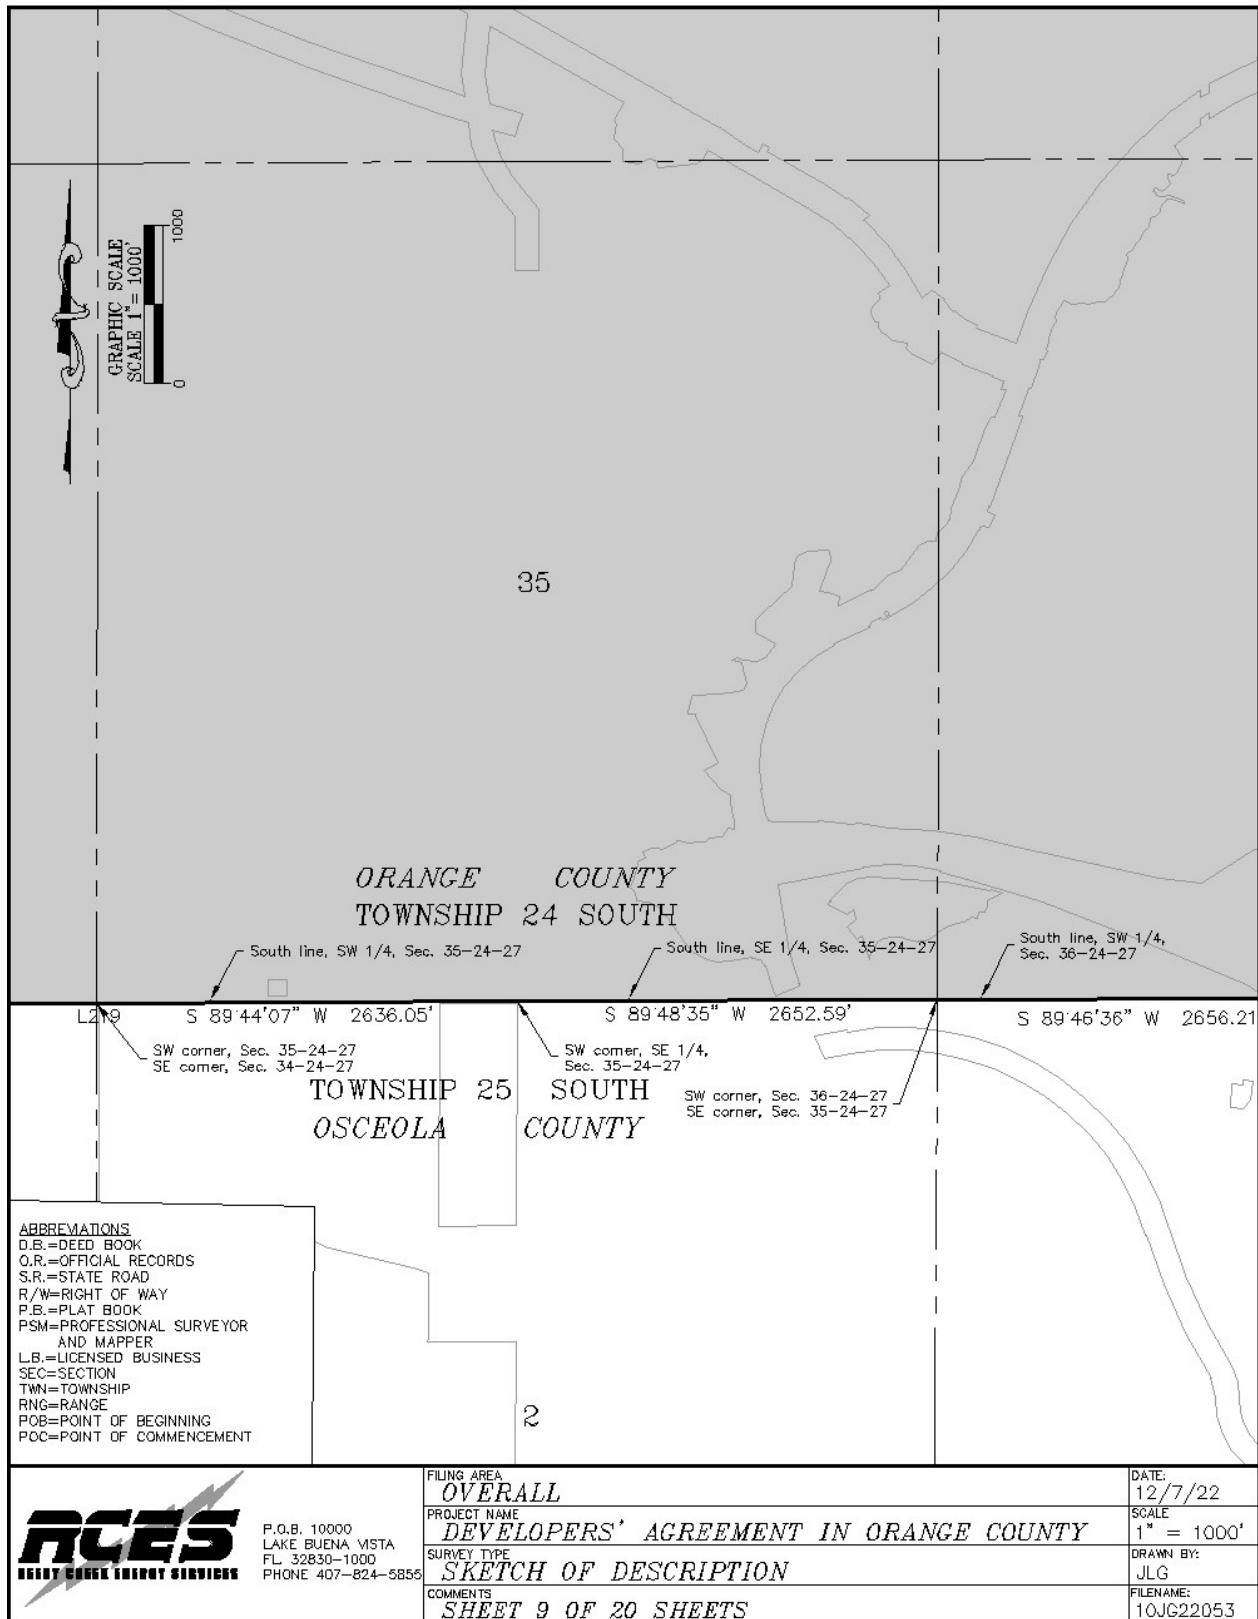 1000
GRAPHIC SCALE
SCALE 1"= 1000'
0
35
ORANGE COUNTY
TOWNSHIP 24 SOUTH
South line, SW 1/4, Sec. 35-24-27
South line, SE 1/4, Sec. 35-24-27
South line, SW 1/4,
Sec. 36-24-27
L219
S 89°44'07" W 2636.05'
S 89°48'35" W 2652.59'
S 89°46'36" W 2656.21
SW corner, Sec. 35-24-27
SE corner, Sec. 34-24-27
SW corner, SE 1/4,
Sec. 35-24-27
SW corner, Sec. 36-24-27
SE corner, Sec. 35-24-27
TOWNSHIP 25 SOUTH
OSCEOLA COUNTY
ABBREVIATIONS
D.B.=DEED BOOK
O.R.=OFFICIAL RECORDS
S.R.=STATE ROAD
R/W=RIGHT OF WAY
P.B.=PLAT BOOK
PSM=PROFESSIONAL SURVEYOR
AND MAPPER
L.B.=LICENSED BUSINESS
SEC=SECTION
TWN=TOWNSHIP
RNG=RANGE
POB=POINT OF BEGINNING
POC=POINT OF COMMENCEMENT
2
RCES
REEDY CREEK ENERGY SERVICES
P.O.B. 10000
LAKE BUENA VISTA
FL 32830-1000
PHONE 407-824-5855
FILING AREA
OVERALL
PROJECT NAME
DEVELOPERS' AGREEMENT IN ORANGE COUNTY
SURVEY TYPE
SKETCH OF DESCRIPTION
COMMENTS
SHEET 9 OF 20 SHEETS
DATE:
12/7/22
SCALE
1" = 1000'
DRAWN BY:
JLG
FILENAME:
10JG22053